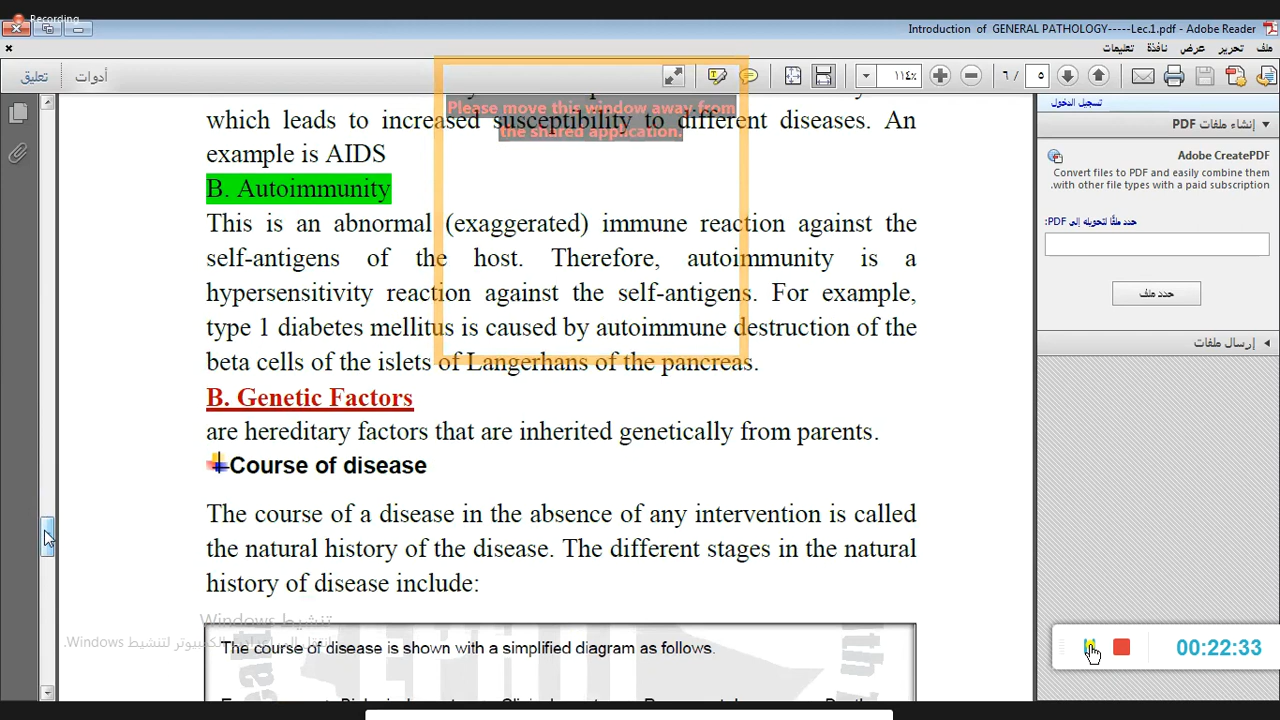 Recording
Introduction of GENERAL PATHOLOGY-----Lec.1.pdf - Adobe Reader
ملف تحرير عرض نافذة تعليمات
تعليق أدوات ١١٤٪ ٦ / ٥
تسجيل الدخول
إنشاء ملفات PDF
Adobe CreatePDF
Convert files to PDF and easily combine them
with other file types with a paid subscription.
حدد ملفًا لتحويله إلى PDF:
حدد ملف
إرسال ملفات
Please move this window away from
the shared application.
which leads to increased susceptibility to different diseases. An
example is AIDS
B. Autoimmunity
This is an abnormal (exaggerated) immune reaction against the
self-antigens of the host. Therefore, autoimmunity is a
hypersensitivity reaction against the self-antigens. For example,
type 1 diabetes mellitus is caused by autoimmune destruction of the
beta cells of the islets of Langerhans of the pancreas.
B. Genetic Factors
are hereditary factors that are inherited genetically from parents.
Course of disease
The course of a disease in the absence of any intervention is called
the natural history of the disease. The different stages in the natural
history of disease include:
تنشيط Windows
انتقل إلى إعدادات الكمبيوتر لتنشيط Windows.
The course of disease is shown with a simplified diagram as follows.
00:22:33